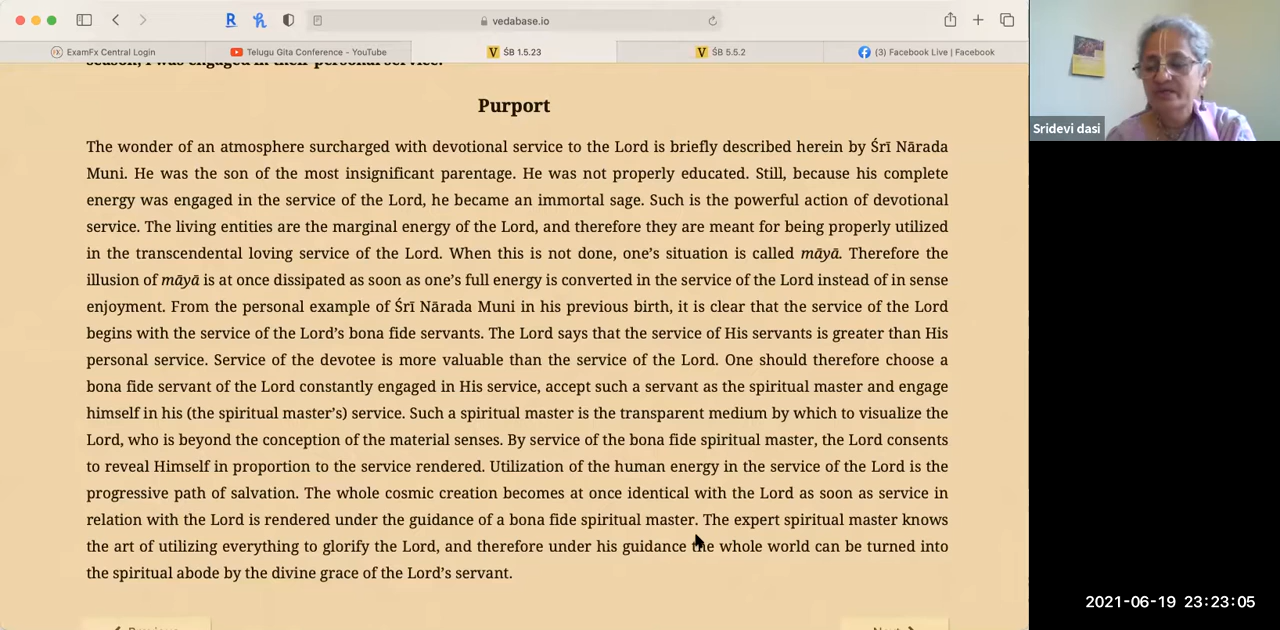 vedabase.io
ExamFx Central Login
Telugu Gita Conference - YouTube
ŚB 1.5.23
ŚB 5.5.2
(3) Facebook Live | Facebook
season, I was engaged in their personal service.
Purport
The wonder of an atmosphere surcharged with devotional service to the Lord is briefly described herein by Śrī Nārada
Muni. He was the son of the most insignificant parentage. He was not properly educated. Still, because his complete
energy was engaged in the service of the Lord, he became an immortal sage. Such is the powerful action of devotional
service. The living entities are the marginal energy of the Lord, and therefore they are meant for being properly utilized
in the transcendental loving service of the Lord. When this is not done, one’s situation is called māyā. Therefore the
illusion of māyā is at once dissipated as soon as one’s full energy is converted in the service of the Lord instead of in sense
enjoyment. From the personal example of Śrī Nārada Muni in his previous birth, it is clear that the service of the Lord
begins with the service of the Lord’s bona fide servants. The Lord says that the service of His servants is greater than His
personal service. Service of the devotee is more valuable than the service of the Lord. One should therefore choose a
bona fide servant of the Lord constantly engaged in His service, accept such a servant as the spiritual master and engage
himself in his (the spiritual master’s) service. Such a spiritual master is the transparent medium by which to visualize the
Lord, who is beyond the conception of the material senses. By service of the bona fide spiritual master, the Lord consents
to reveal Himself in proportion to the service rendered. Utilization of the human energy in the service of the Lord is the
progressive path of salvation. The whole cosmic creation becomes at once identical with the Lord as soon as service in
relation with the Lord is rendered under the guidance of a bona fide spiritual master. The expert spiritual master knows
the art of utilizing everything to glorify the Lord, and therefore under his guidance the whole world can be turned into
the spiritual abode by the divine grace of the Lord’s servant.
Sridevi dasi
2021-06-19 23:23:05